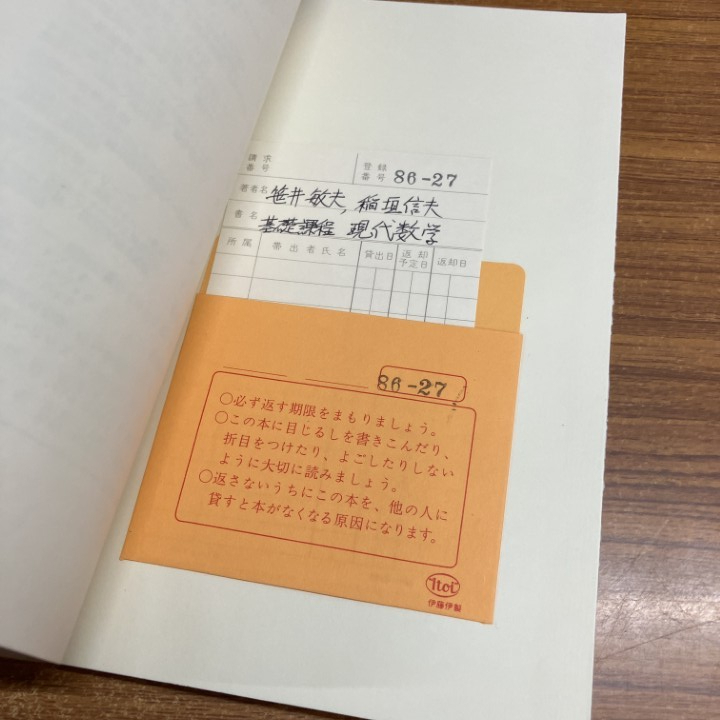 請求
番号
登録
番号 86-27
著者名 笹井敏夫, 稲垣信夫
書名 基礎課程 現代数学
所属 帯出者氏名 貸出日 返却予定日 返却日
86-27
○必ず返す期限をまもりましょう。
○この本に目じるしを書きこんだり、
折目をつけたり、よごしたりしない
ように大切に読みましょう。
○返さないうちにこの本を、他の人に
貸すと本がなくなる原因になります。
Itoi
伊藤伊製